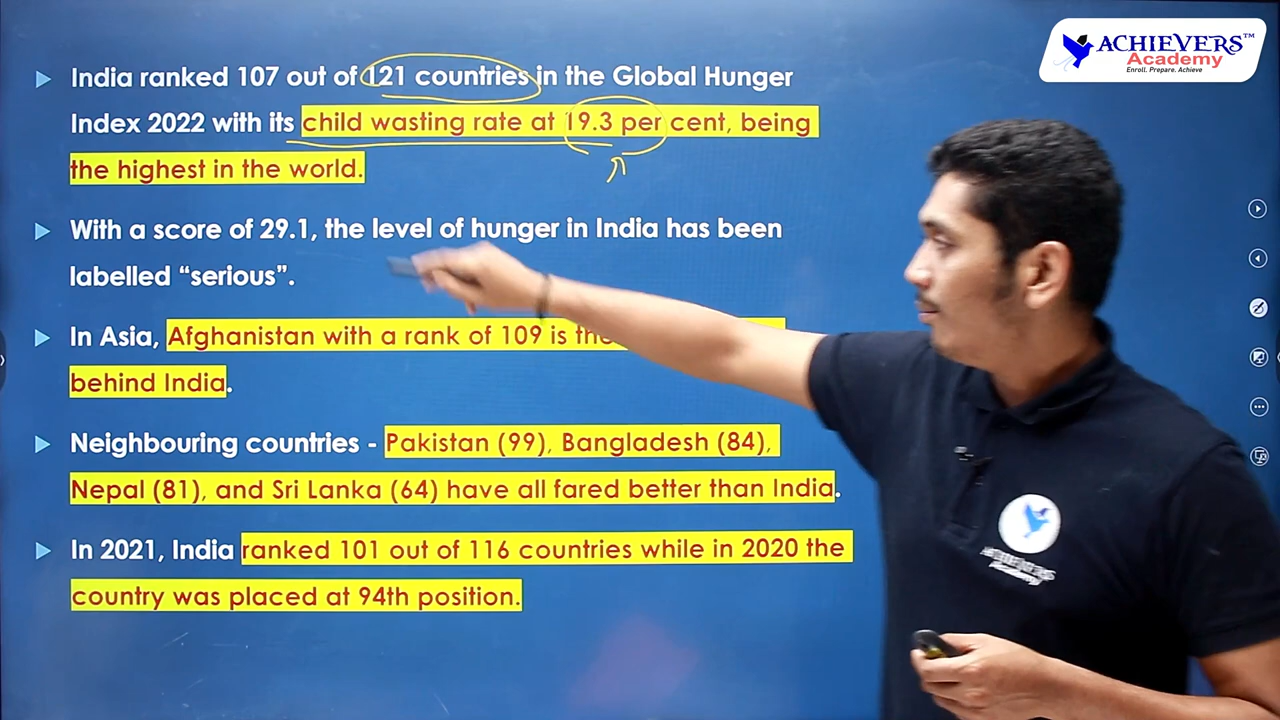 ACHIEVERS™
Academy
Enroll. Prepare. Achieve
India ranked 107 out of 121 countries in the Global Hunger
Index 2022 with its child wasting rate at 19.3 per cent, being
the highest in the world.
With a score of 29.1, the level of hunger in India has been
labelled “serious”.
In Asia, Afghanistan with a rank of 109 is
behind India.
Neighbouring countries - Pakistan (99), Bangladesh (84),
Nepal (81), and Sri Lanka (64) have all fared better than India.
In 2021, India ranked 101 out of 116 countries while in 2020 the
country was placed at 94th position.
ACHIEVERS
Academy